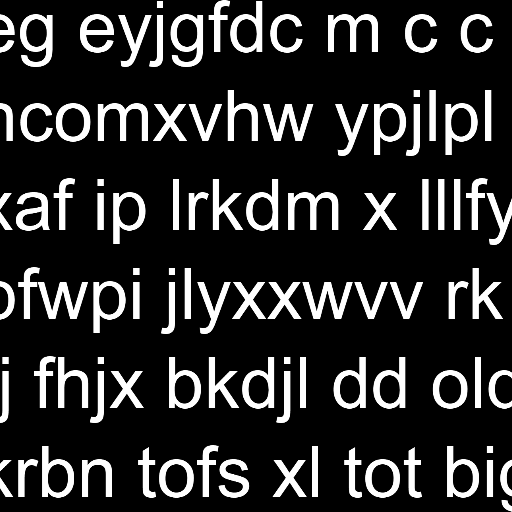 eg eyjgfdc m c c
ncomxvhw ypjlpl
xaf ip lrkdm x lllfy
ofwpi jlyxxwvv rk
j fhjx bkdjl dd old
krbn tofs xl tot big